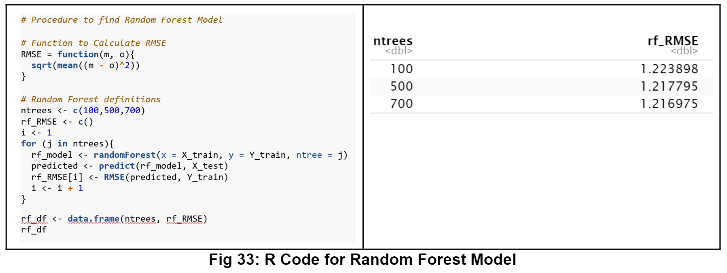 # Procedure to find Random Forest Model
# Function to Calculate RMSE
RMSE = function(m, o){
  sqrt(mean((m - o)^2))
}
# Random Forest definitions
ntrees <- c(100,500,700)
rf_RMSE <- c()
i <- 1
for (j in ntrees){
  rf_model <- randomForest(x = X_train, y = Y_train, ntree = j)
  predicted <- predict(rf_model, X_test)
  rf_RMSE[i] <- RMSE(predicted, Y_train)
  i <- i + 1
}
rf_df <- data.frame(ntrees, rf_RMSE)
rf_df
ntrees rf_RMSE
<dbl> <dbl>
100 1.223898
500 1.217795
700 1.216975
Fig 33: R Code for Random Forest Model